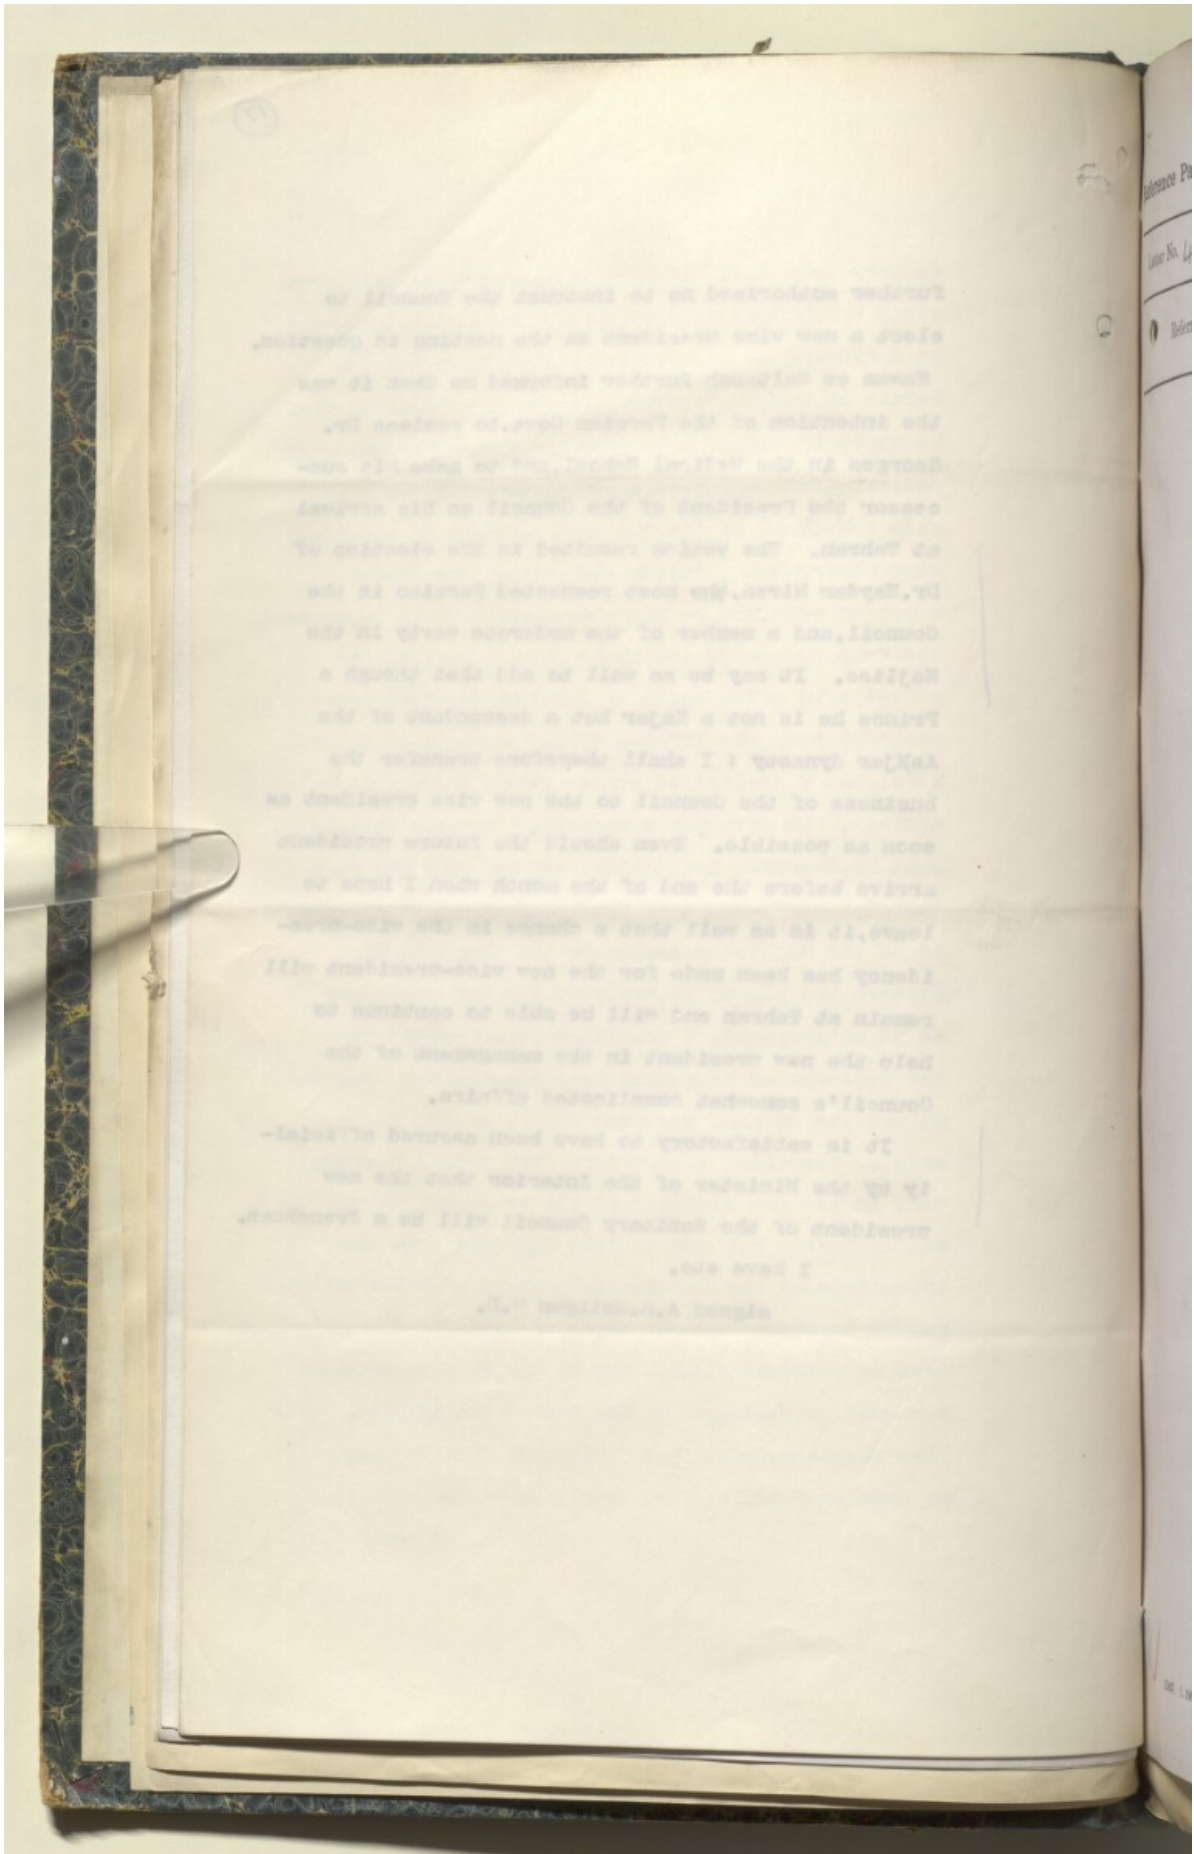 further authorised me to instruct the Council to
elect a new vice president at the meeting in question.
Kavam es Sultaneh further informed me that it was
the intention of the Persian Govt.to replace Dr.
Georges in the Medical School,and to make his suc-
cessor the President of the Council on his arrival
at Tehran. The voting resulted in the election of
Dr.Hayder Mirza,the most respected Persian in the
Council,and a member of the moderate party in the
Mejliss. It may be as well to add that though a
Prince he is not a Kajar but a descendant of the
dynasty : I shall therefore transfer the
business of the Council to the new vice president as
soon as possible. Even should the future president
arrive before the end of the month when I hope to
leave,it is as well that a change in the vice-pres-
idency has been made for the new vice-president will
remain at Tehran and will be able to continue to
help the new president in the management of the
Council's somewhat complicated affairs.
It is satisfactory to have been assured official-
ly by the Minister of the Interior that the new
president of the Sanitary Council will be a Frenchman.
I have etc.
signed A.R.Neligan M.D.
Letter No.